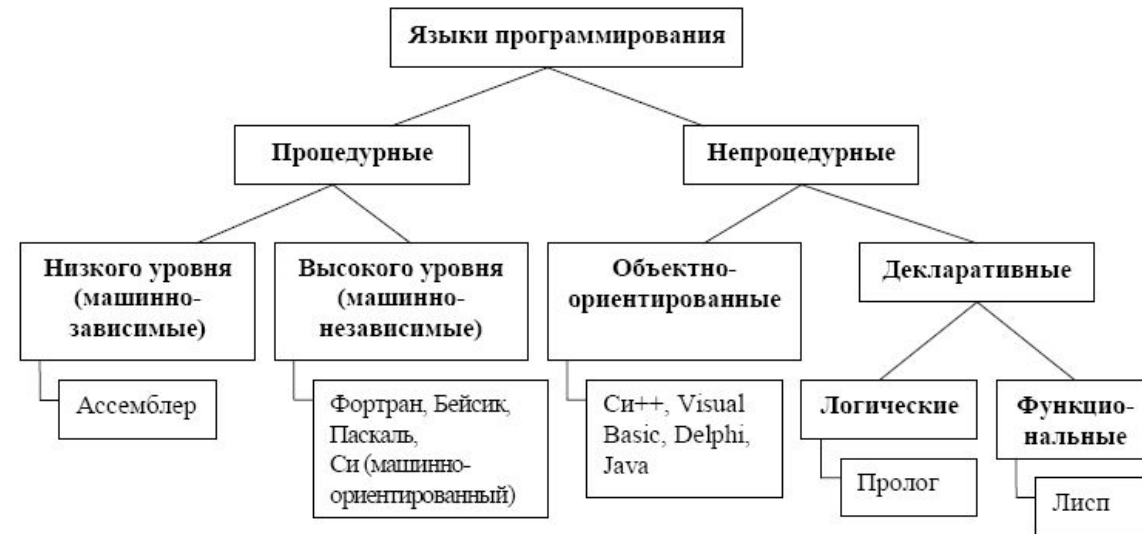 Языки программирования
Процедурные
Непроцедурные
Низкого уровня
(машинно-
зависимые)
Высокого уровня
(машинно-
независимые)
Объектно-
ориентированные
Декларативные
Ассемблер
Фортран, Бейсик,
Паскаль,
Си (машинно-
ориентированный)
Си++, Visual
Basic, Delphi,
Java
Логические
Функцио-
нальные
Пролог
Лисп